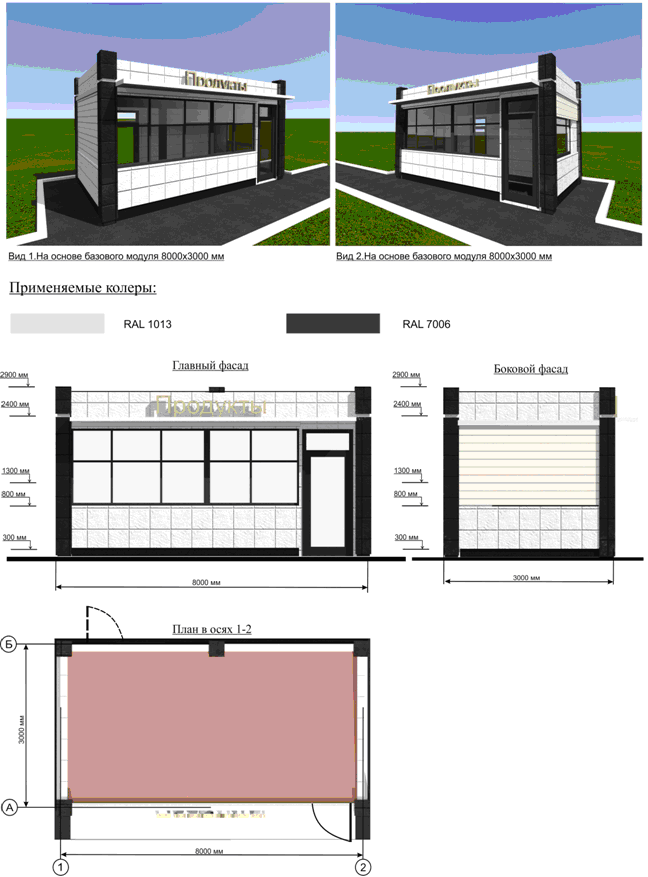 Продукты
Продукты
Вид 1.На основе базового модуля 8000х3000 мм
Вид 2.На основе базового модуля 8000х3000 мм
Применяемые колеры:
RAL 1013
RAL 7006
Главный фасад
Боковой фасад
2900 мм
2400 мм
1300 мм
800 мм
300 мм
Продукты
8000 мм
2900 мм
2400 мм
1300 мм
800 мм
300 мм
3000 мм
План в осях 1-2
Б
3000 мм
А
8000 мм
1
2